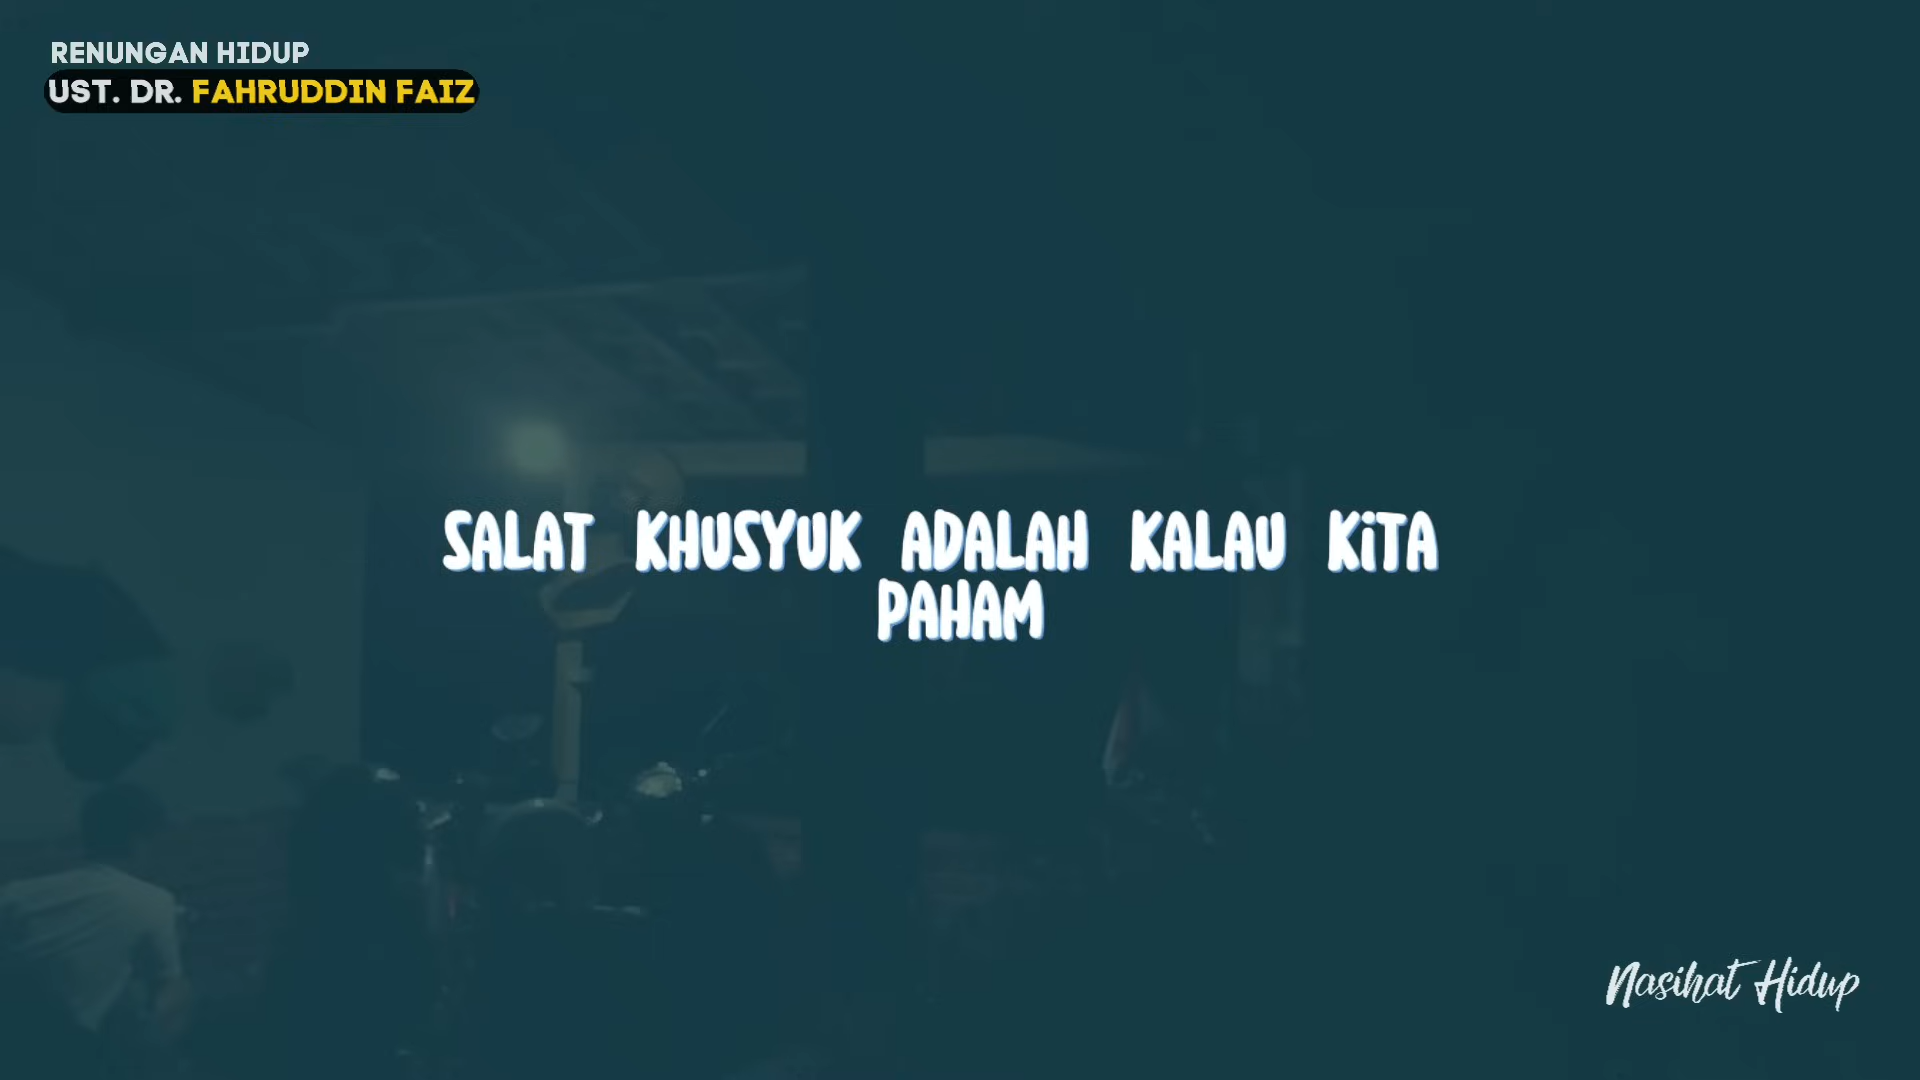 RENUNGAN HIDUP
UST. DR. FAHRUDDIN FAIZ
SALAT KHUSYUK ADALAH KALAU KiTA
PAHAM
Nasihat Hidup